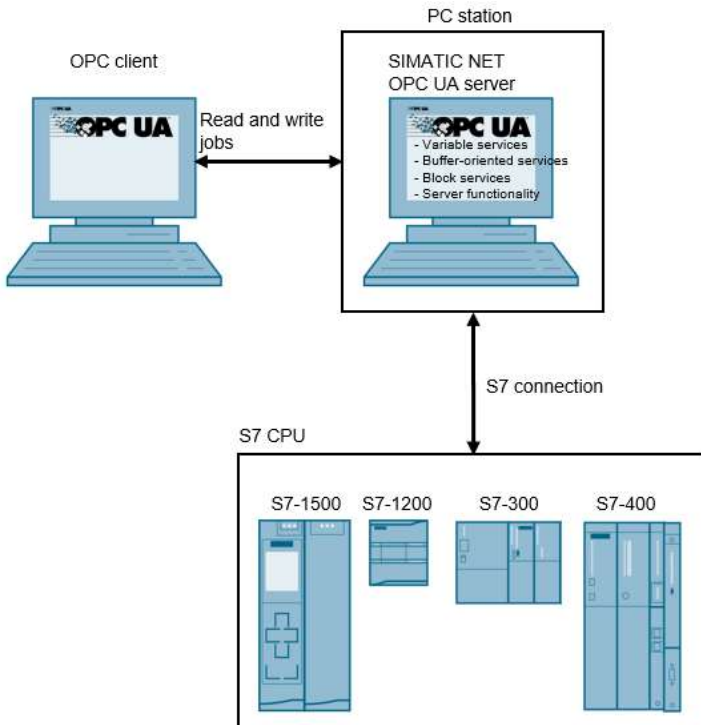 PC station
OPC client
SIMATIC NET
OPC UA server
OPC UA
Read and write
jobs
OPC UA
- Variable services
- Buffer-oriented services
- Block services
- Server functionality
S7 connection
S7 CPU
S7-1500
S7-1200
S7-300
S7-400